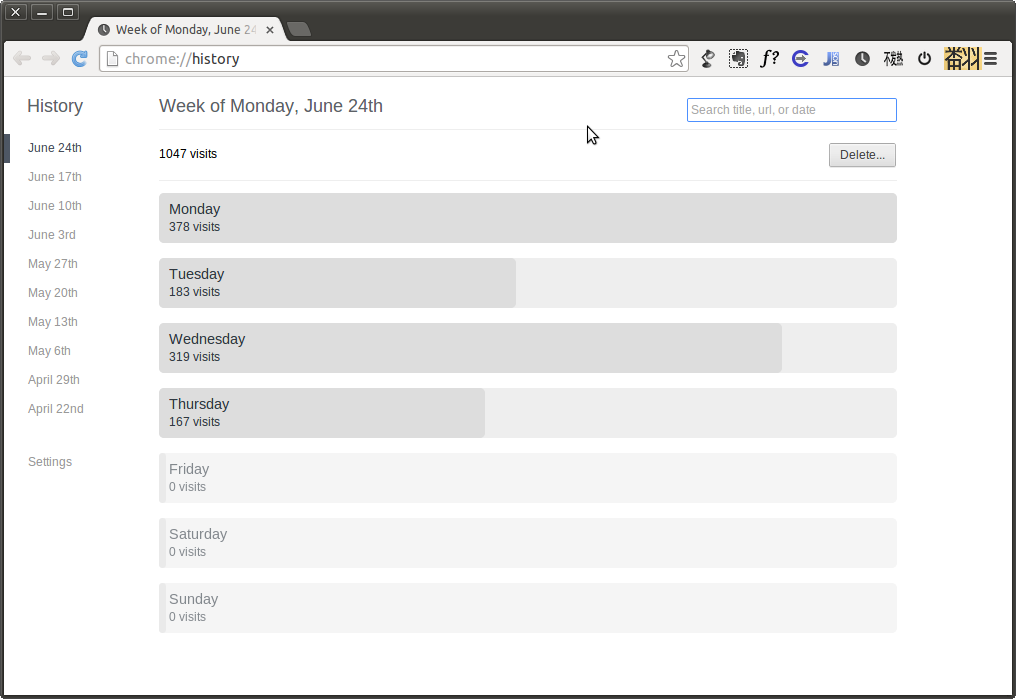 Week of Monday, June 24
chrome://history
f?
History
Week of Monday, June 24th
Search title, url, or date
June 24th
1047 visits
Delete...
June 17th
June 10th
June 3rd
May 27th
May 20th
May 13th
May 6th
April 29th
April 22nd
Settings
Monday
378 visits
Tuesday
183 visits
Wednesday
319 visits
Thursday
167 visits
Friday
0 visits
Saturday
0 visits
Sunday
0 visits